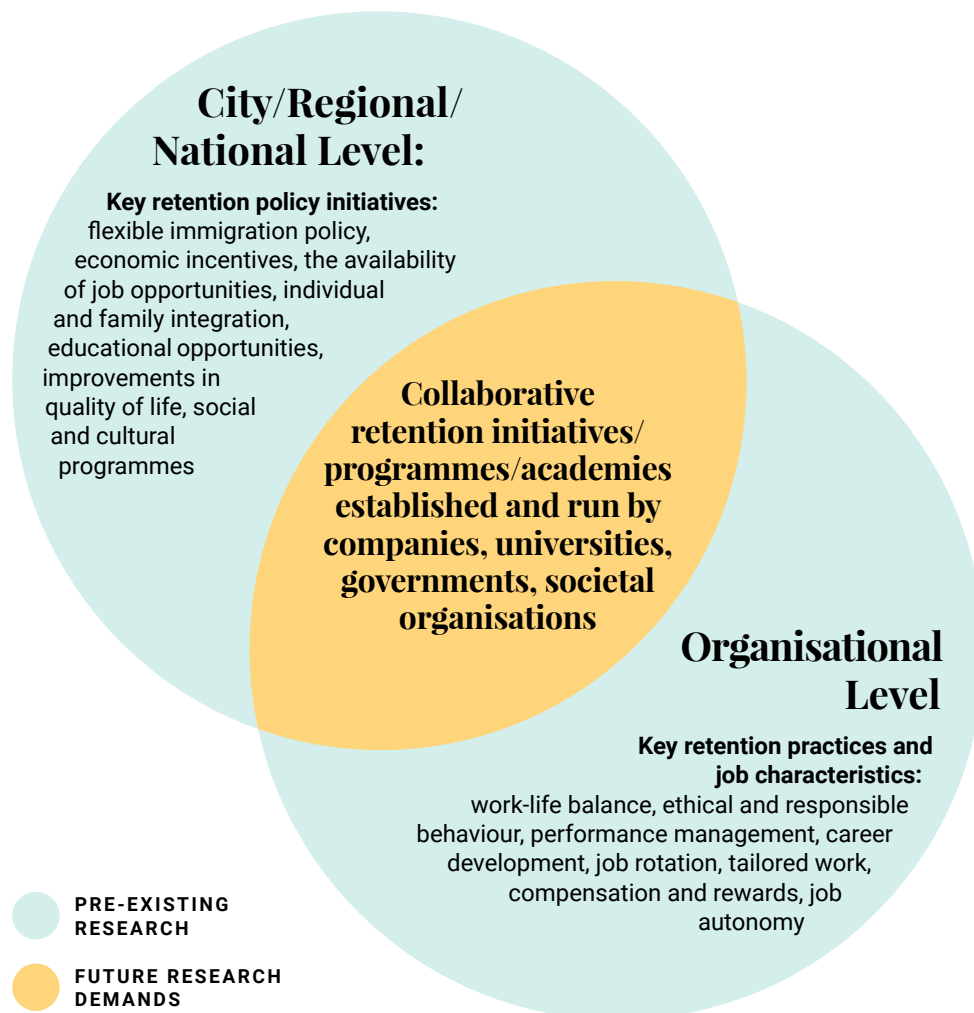 City/Regional/
National Level:
Key retention policy initiatives:
flexible immigration policy,
economic incentives, the availability
of job opportunities, individual
and family integration,
educational opportunities,
improvements in
quality of life, social
and cultural
programmes
Collaborative
retention initiatives/
programmes/academies
established and run by
companies, universities,
governments, societal
organisations
Organisational
Level
Key retention practices and
job characteristics:
work-life balance, ethical and responsible
behaviour, performance management, career
development, job rotation, tailored work,
compensation and rewards, job
autonomy
PRE-EXISTING
RESEARCH
FUTURE RESEARCH
DEMANDS